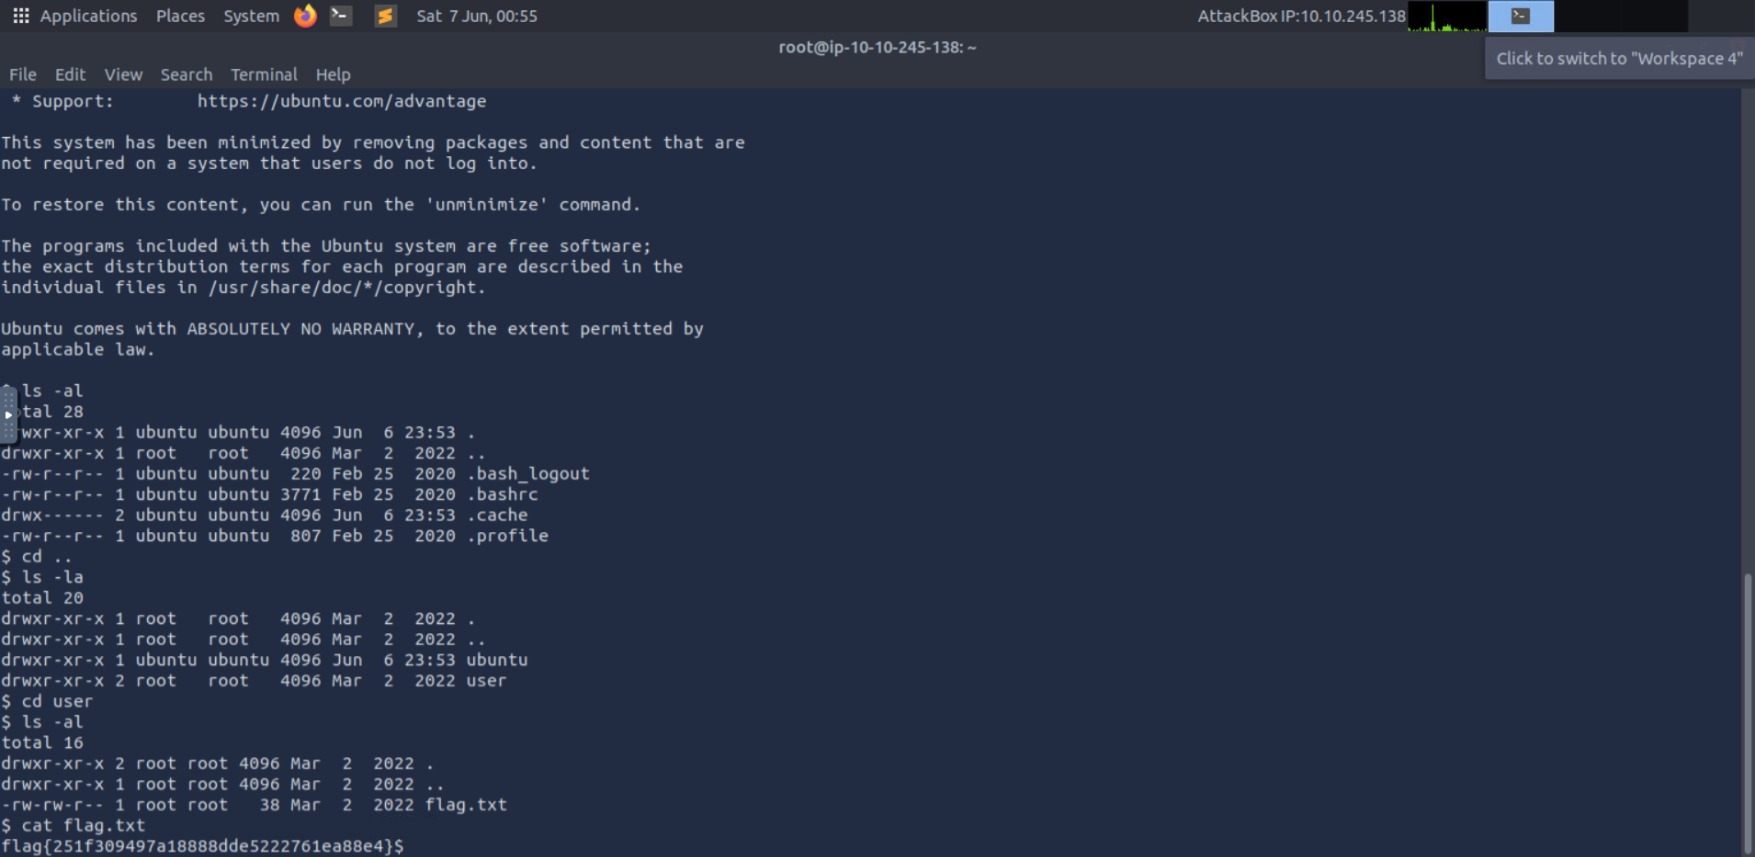 Applications Places System Sat 7 Jun, 00:55 AttackBox IP:10.10.245.138
root@ip-10-10-245-138: ~
Click to switch to "Workspace 4"
File Edit View Search Terminal Help
* Support: https://ubuntu.com/advantage
This system has been minimized by removing packages and content that are
not required on a system that users do not log into.
To restore this content, you can run the 'unminimize' command.
The programs included with the Ubuntu system are free software;
the exact distribution terms for each program are described in the
individual files in /usr/share/doc/*/copyright.
Ubuntu comes with ABSOLUTELY NO WARRANTY, to the extent permitted by
applicable law.
$ ls -al
tal 28
rwxr-xr-x 1 ubuntu ubuntu 4096 Jun 6 23:53 .
drwxr-xr-x 1 root root 4096 Mar 2 2022 ..
-rw-r--r-- 1 ubuntu ubuntu 220 Feb 25 2020 .bash_logout
-rw-r--r-- 1 ubuntu ubuntu 3771 Feb 25 2020 .bashrc
drwx------ 2 ubuntu ubuntu 4096 Jun 6 23:53 .cache
-rw-r--r-- 1 ubuntu ubuntu 807 Feb 25 2020 .profile
$ cd ..
$ ls -la
total 20
drwxr-xr-x 1 root root 4096 Mar 2 2022 .
drwxr-xr-x 1 root root 4096 Mar 2 2022 ..
drwxr-xr-x 1 ubuntu ubuntu 4096 Jun 6 23:53 ubuntu
drwxr-xr-x 2 root root 4096 Mar 2 2022 user
$ cd user
$ ls -al
total 16
drwxr-xr-x 2 root root 4096 Mar 2 2022 .
drwxr-xr-x 1 root root 4096 Mar 2 2022 ..
-rw-rw-r-- 1 root root 38 Mar 2 2022 flag.txt
$ cat flag.txt
flag{251f309497a18888dde5222761ea88e4}$